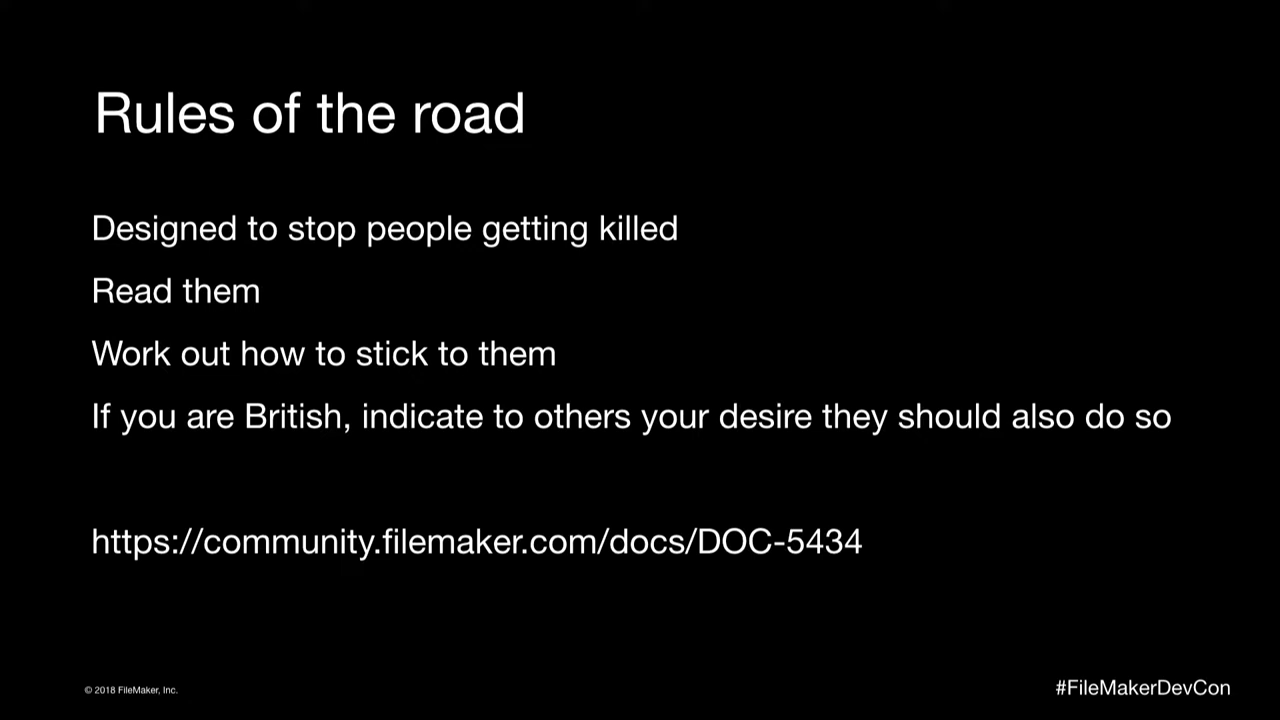 Rules of the road
Designed to stop people getting killed
Read them
Work out how to stick to them
If you are British, indicate to others your desire they should also do so
https://community.filemaker.com/docs/DOC-5434
© 2018 FileMaker, Inc.
#FileMakerDevCon